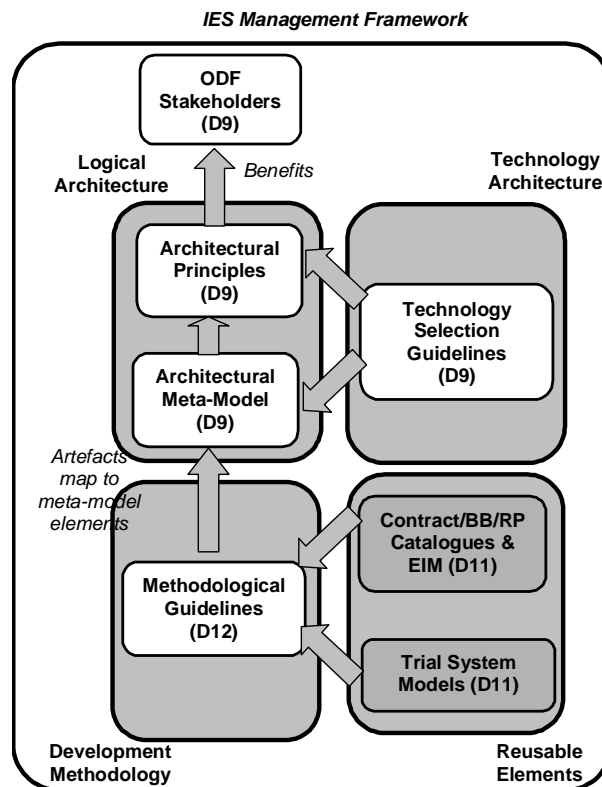 IES Management Framework
ODF
Stakeholders
(D9)
Logical
Architecture
Benefits
Technology
Architecture
Architectural
Principles
(D9)
Technology
Selection
Guidelines
(D9)
Architectural
Meta-Model
(D9)
Artefacts
map to
meta-model
elements
Contract/BB/RP
Catalogues &
EIM (D11)
Methodological
Guidelines
(D12)
Trial System
Models (D11)
Development
Methodology
Reusable
Elements